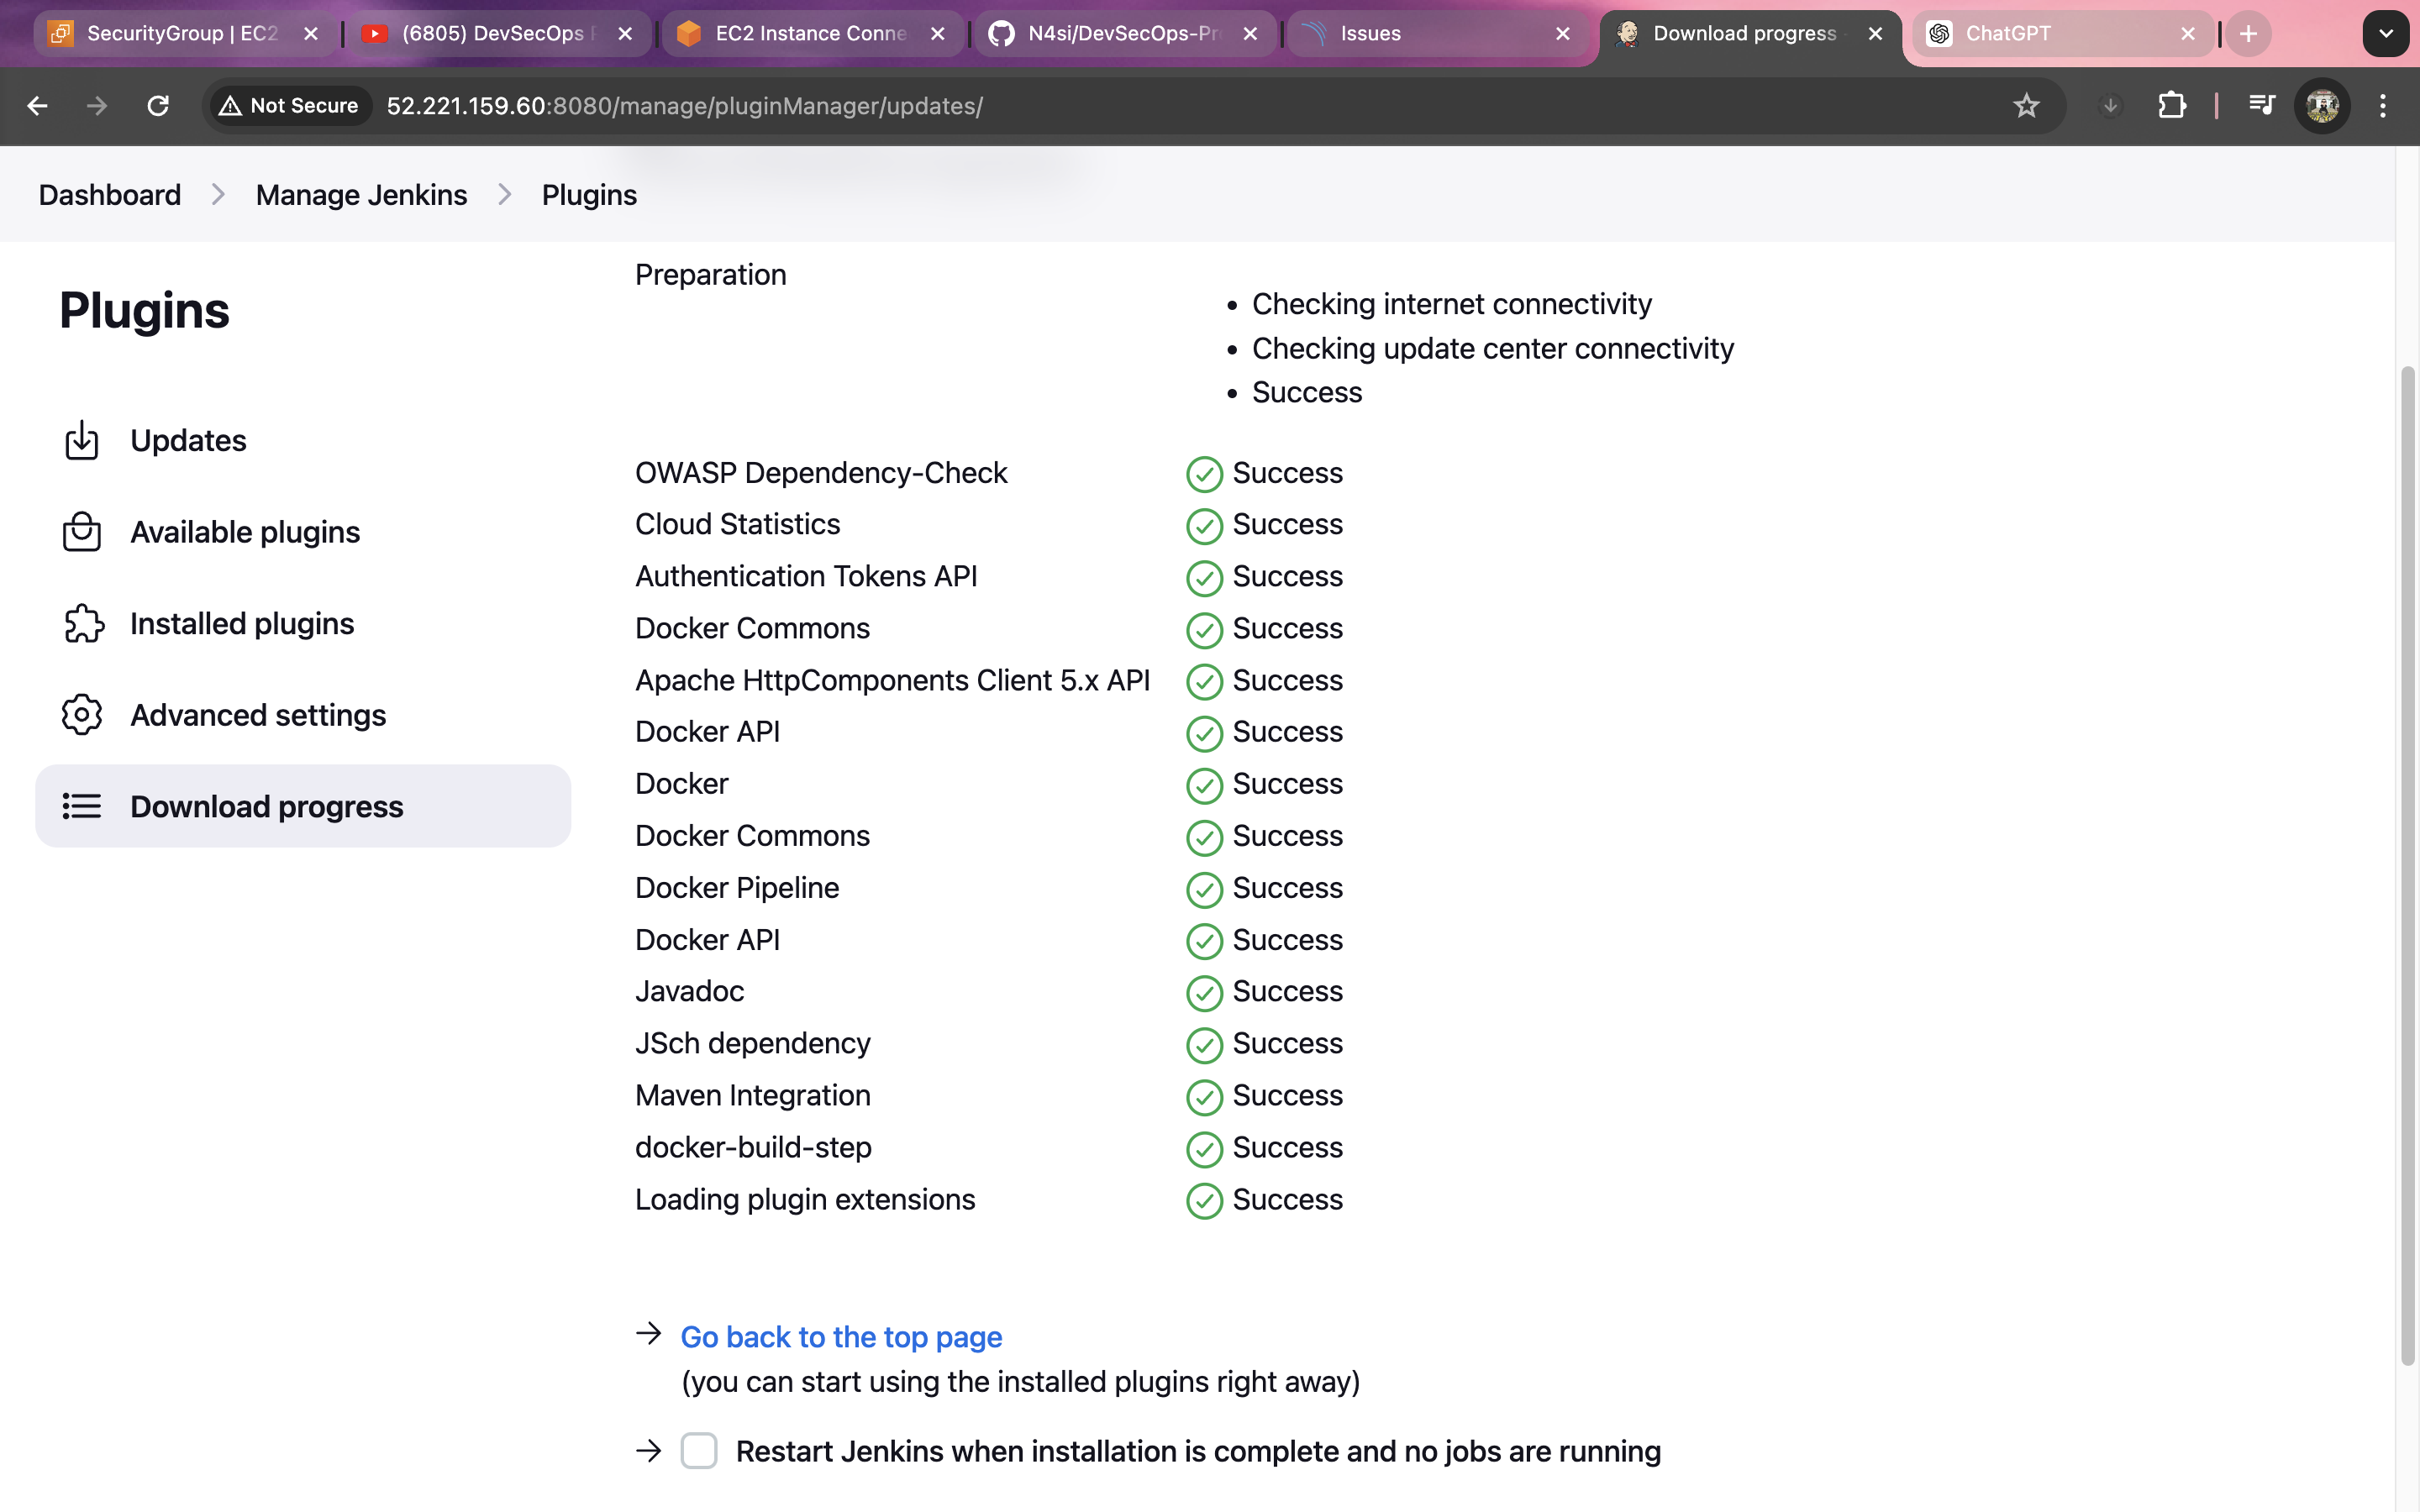 SecurityGroup | EC2
(6805) DevSecOps
EC2 Instance Conne
N4si/DevSecOps-Pr
Issues
Download progress
ChatGPT
Not Secure 52.221.159.60:8080/manage/pluginManager/updates/
Dashboard Manage Jenkins Plugins
Plugins
Updates
Available plugins
Installed plugins
Advanced settings
Download progress
Preparation
Checking internet connectivity
Checking update center connectivity
Success
OWASP Dependency-Check Success
Cloud Statistics Success
Authentication Tokens API Success
Docker Commons Success
Apache HttpComponents Client 5.x API Success
Docker API Success
Docker Success
Docker Commons Success
Docker Pipeline Success
Docker API Success
Javadoc Success
JSch dependency Success
Maven Integration Success
docker-build-step Success
Loading plugin extensions Success
Go back to the top page
(you can start using the installed plugins right away)
Restart Jenkins when installation is complete and no jobs are running